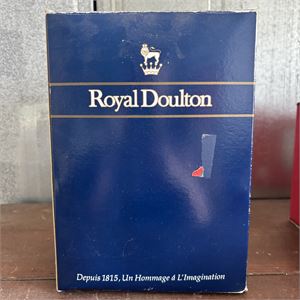 Royal Doulton
Depuis 1815, Un Hommage á L'Imagination